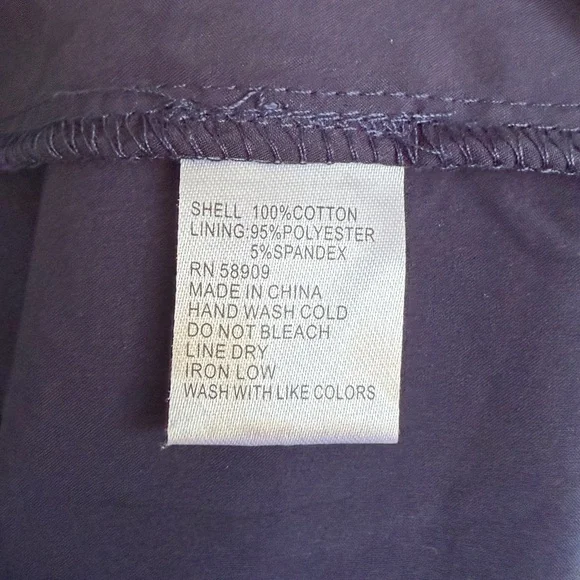 SHELL 100%COTTON
LINING:95%POLYESTER
5%SPANDEX
RN 58909
MADE IN CHINA
HAND WASH COLD
DO NOT BLEACH
LINE DRY
IRON LOW
WASH WITH LIKE COLORS